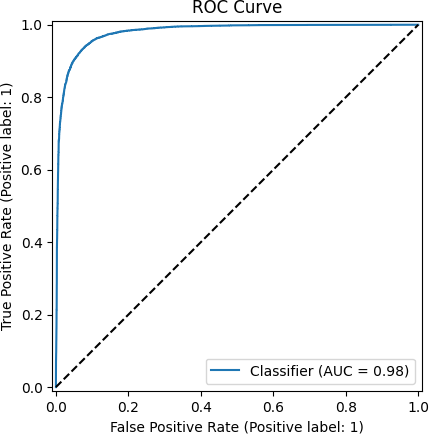 ROC Curve
1.0
0.8
0.6
0.4
0.2
0.0
True Positive Rate (Positive label: 1)
Classifier (AUC = 0.98)
0.0 0.2 0.4 0.6 0.8 1.0
False Positive Rate (Positive label: 1)